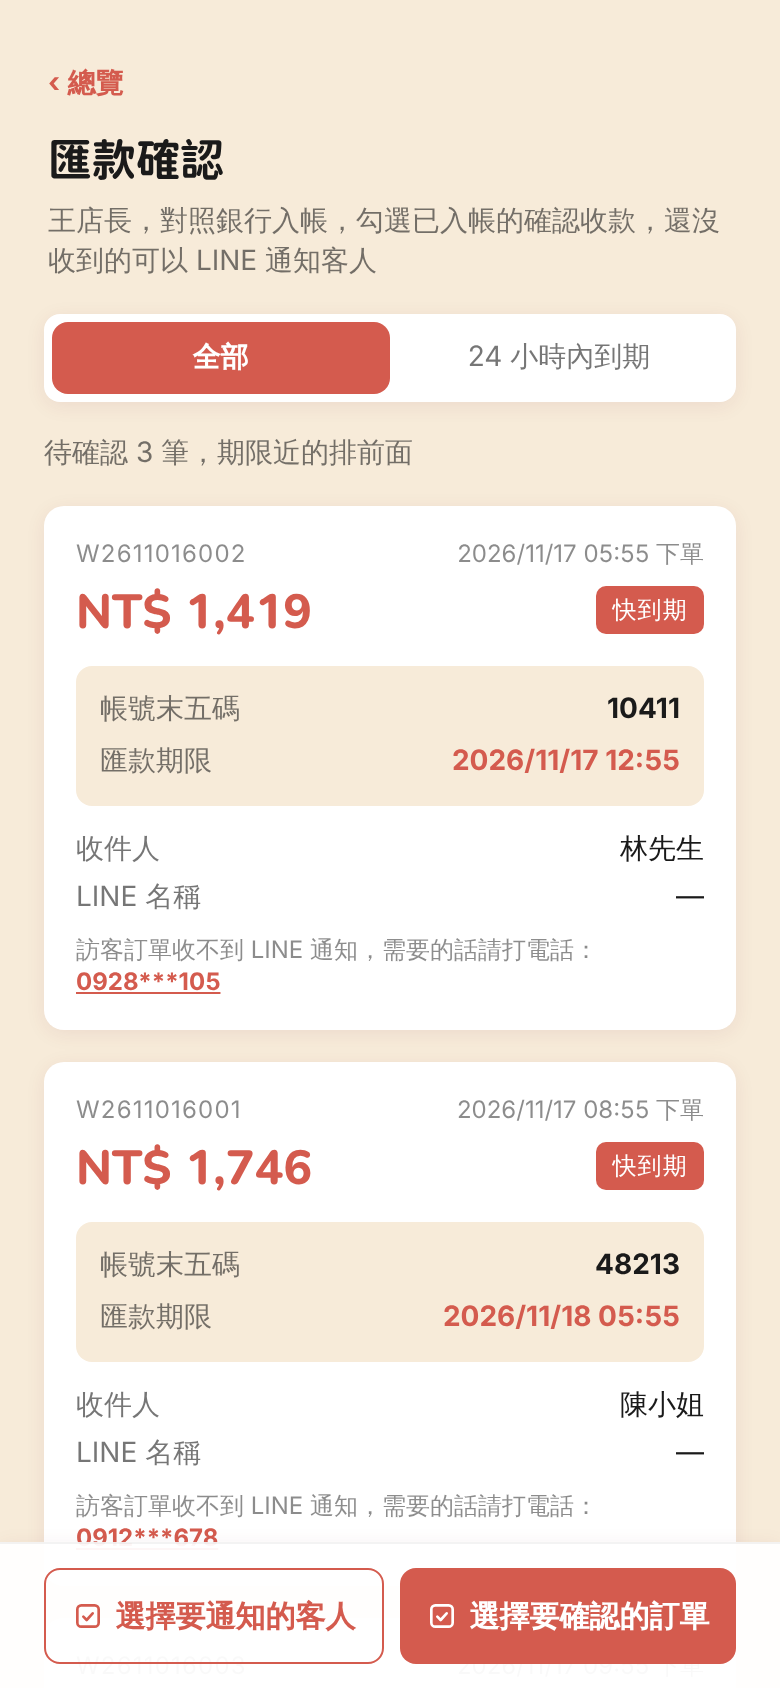 ‹ 總覽
匯款確認
王店長，對照銀行入帳，勾選已入帳的確認收款，還沒
收到的可以 LINE 通知客人
全部
24 小時內到期
待確認 3 筆，期限近的排前面
W2611016002
2026/11/17 05:55 下單
NT$ 1,419
快到期
帳號末五碼
10411
匯款期限
2026/11/17 12:55
收件人
林先生
LINE 名稱
—
訪客訂單收不到 LINE 通知，需要的話請打電話：
0928***105
W2611016001
2026/11/17 08:55 下單
NT$ 1,746
快到期
帳號末五碼
48213
匯款期限
2026/11/18 05:55
收件人
陳小姐
LINE 名稱
—
訪客訂單收不到 LINE 通知，需要的話請打電話：
0912***678
選擇要通知的客人
選擇要確認的訂單